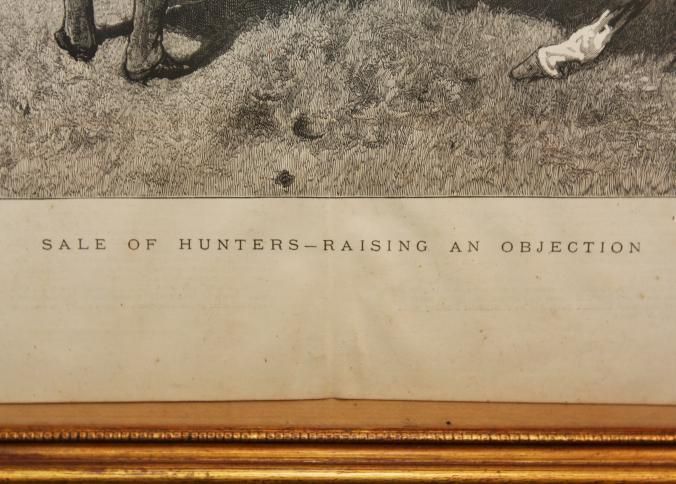 SALE OF HUNTERS—RAISING AN OBJECTION